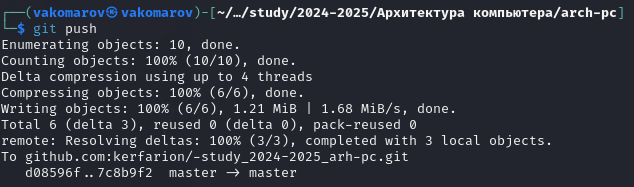 ┌──(vakomarov㉿vakomarov)-[~/…/study/2024-2025/Архитектура компьютера/arch-pc]
└─$ git push
Enumerating objects: 10, done.
Counting objects: 100% (10/10), done.
Delta compression using up to 4 threads
Compressing objects: 100% (6/6), done.
Writing objects: 100% (6/6), 1.21 MiB | 1.68 MiB/s, done.
Total 6 (delta 3), reused 0 (delta 0), pack-reused 0
remote: Resolving deltas: 100% (3/3), completed with 3 local objects.
To github.com:kerfarion/-study_2024-2025_arh-pc.git
   d08596f..7c8b9f2  master -> master